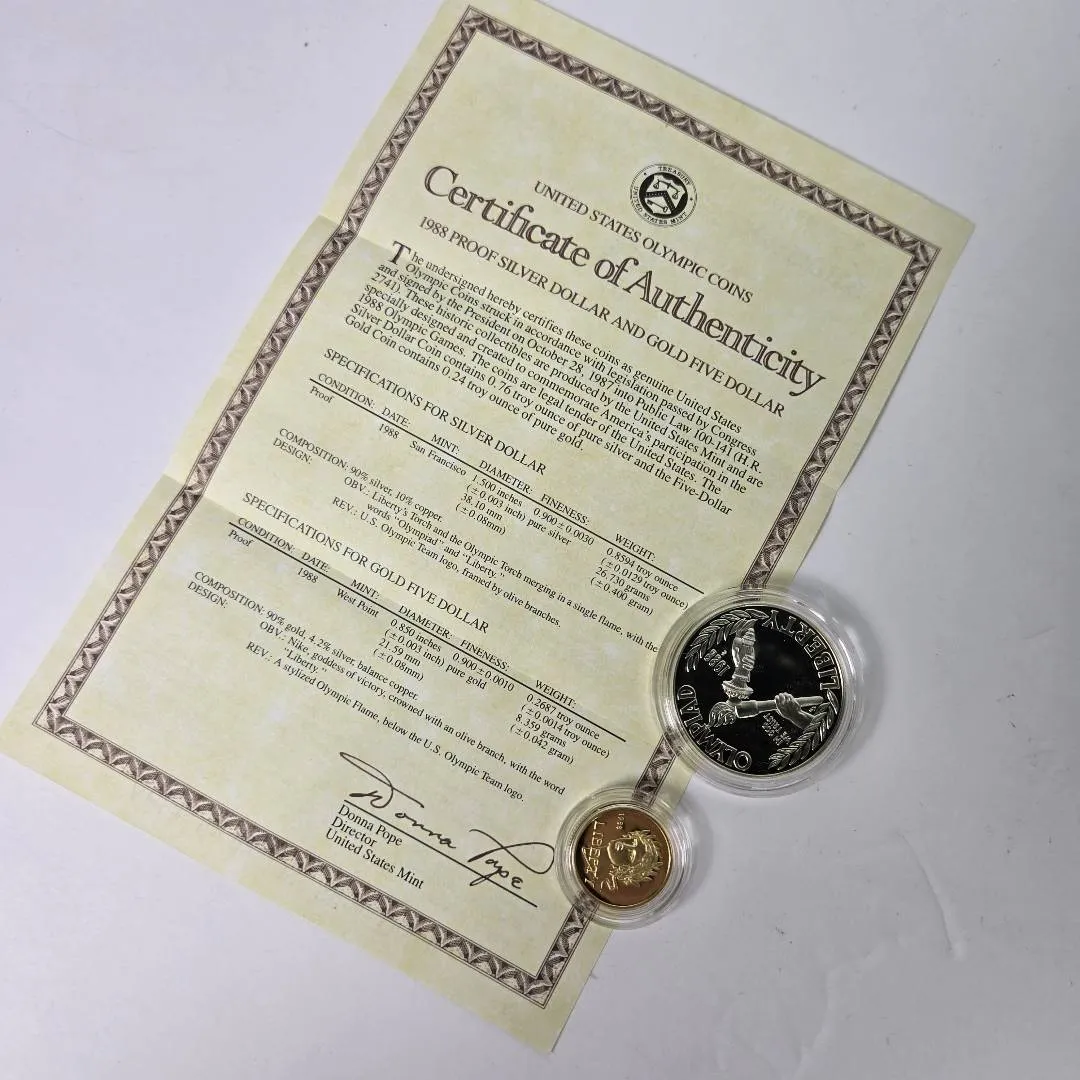 TREASURY
UNITED STATES MINT
UNITED STATES OLYMPIC COINS
Certificate of Authenticity
1988 PROOF SILVER DOLLAR AND GOLD FIVE DOLLAR
The undersigned hereby certifies these coins as genuine United States
Olympic Coins struck in accordance with legislation passed by Congress
and signed by the President on October 28, 1987 into Public Law 100-141 (H.R.
2741). These historic collectibles are produced by the United States Mint and are
specially designed and created to commemorate America's participation in the
1988 Olympic Games. The coins are legal tender of the United States. The
Silver Dollar Coin contains 0.76 troy ounce of pure silver and the Five-Dollar
Gold Coin contains 0.24 troy ounce of pure gold.
SPECIFICATIONS FOR SILVER DOLLAR
CONDITION: DATE: MINT: DIAMETER: FINENESS: WEIGHT:
Proof 1988 San Francisco 1.500 inches 0.900 ± 0.0030 0.8594 troy ounce
(±0.003 inch) pure silver (±0.0129 troy ounce)
38.10 mm 26.730 grams
(±0.08mm) (±0.400 gram)
COMPOSITION: 90% silver, 10% copper.
DESIGN: OBV.: Liberty's Torch and the Olympic Torch merging in a single flame, with the
words "Olympiad" and "Liberty."
REV.: U.S. Olympic Team logo, framed by olive branches.
SPECIFICATIONS FOR GOLD FIVE DOLLAR
CONDITION: DATE: MINT: DIAMETER: FINENESS: WEIGHT:
Proof 1988 West Point 0.850 inches 0.900±0.0010 0.2687 troy ounce
(±0.003 inch) pure gold (±0.0014 troy ounce)
21.59 mm 8.359 grams
(±0.08mm) (±0.042 gram)
COMPOSITION: 90% gold, 4.2% silver, balance copper.
DESIGN: OBV.: Nike, goddess of victory, crowned with an olive branch, with the word
"Liberty."
REV.: A stylized Olympic Flame, below the U.S. Olympic Team logo.
Donna Pope
Donna Pope
Director
United States Mint
LIBERTY
1988
OLYMPIAD
LIBERTY
1988